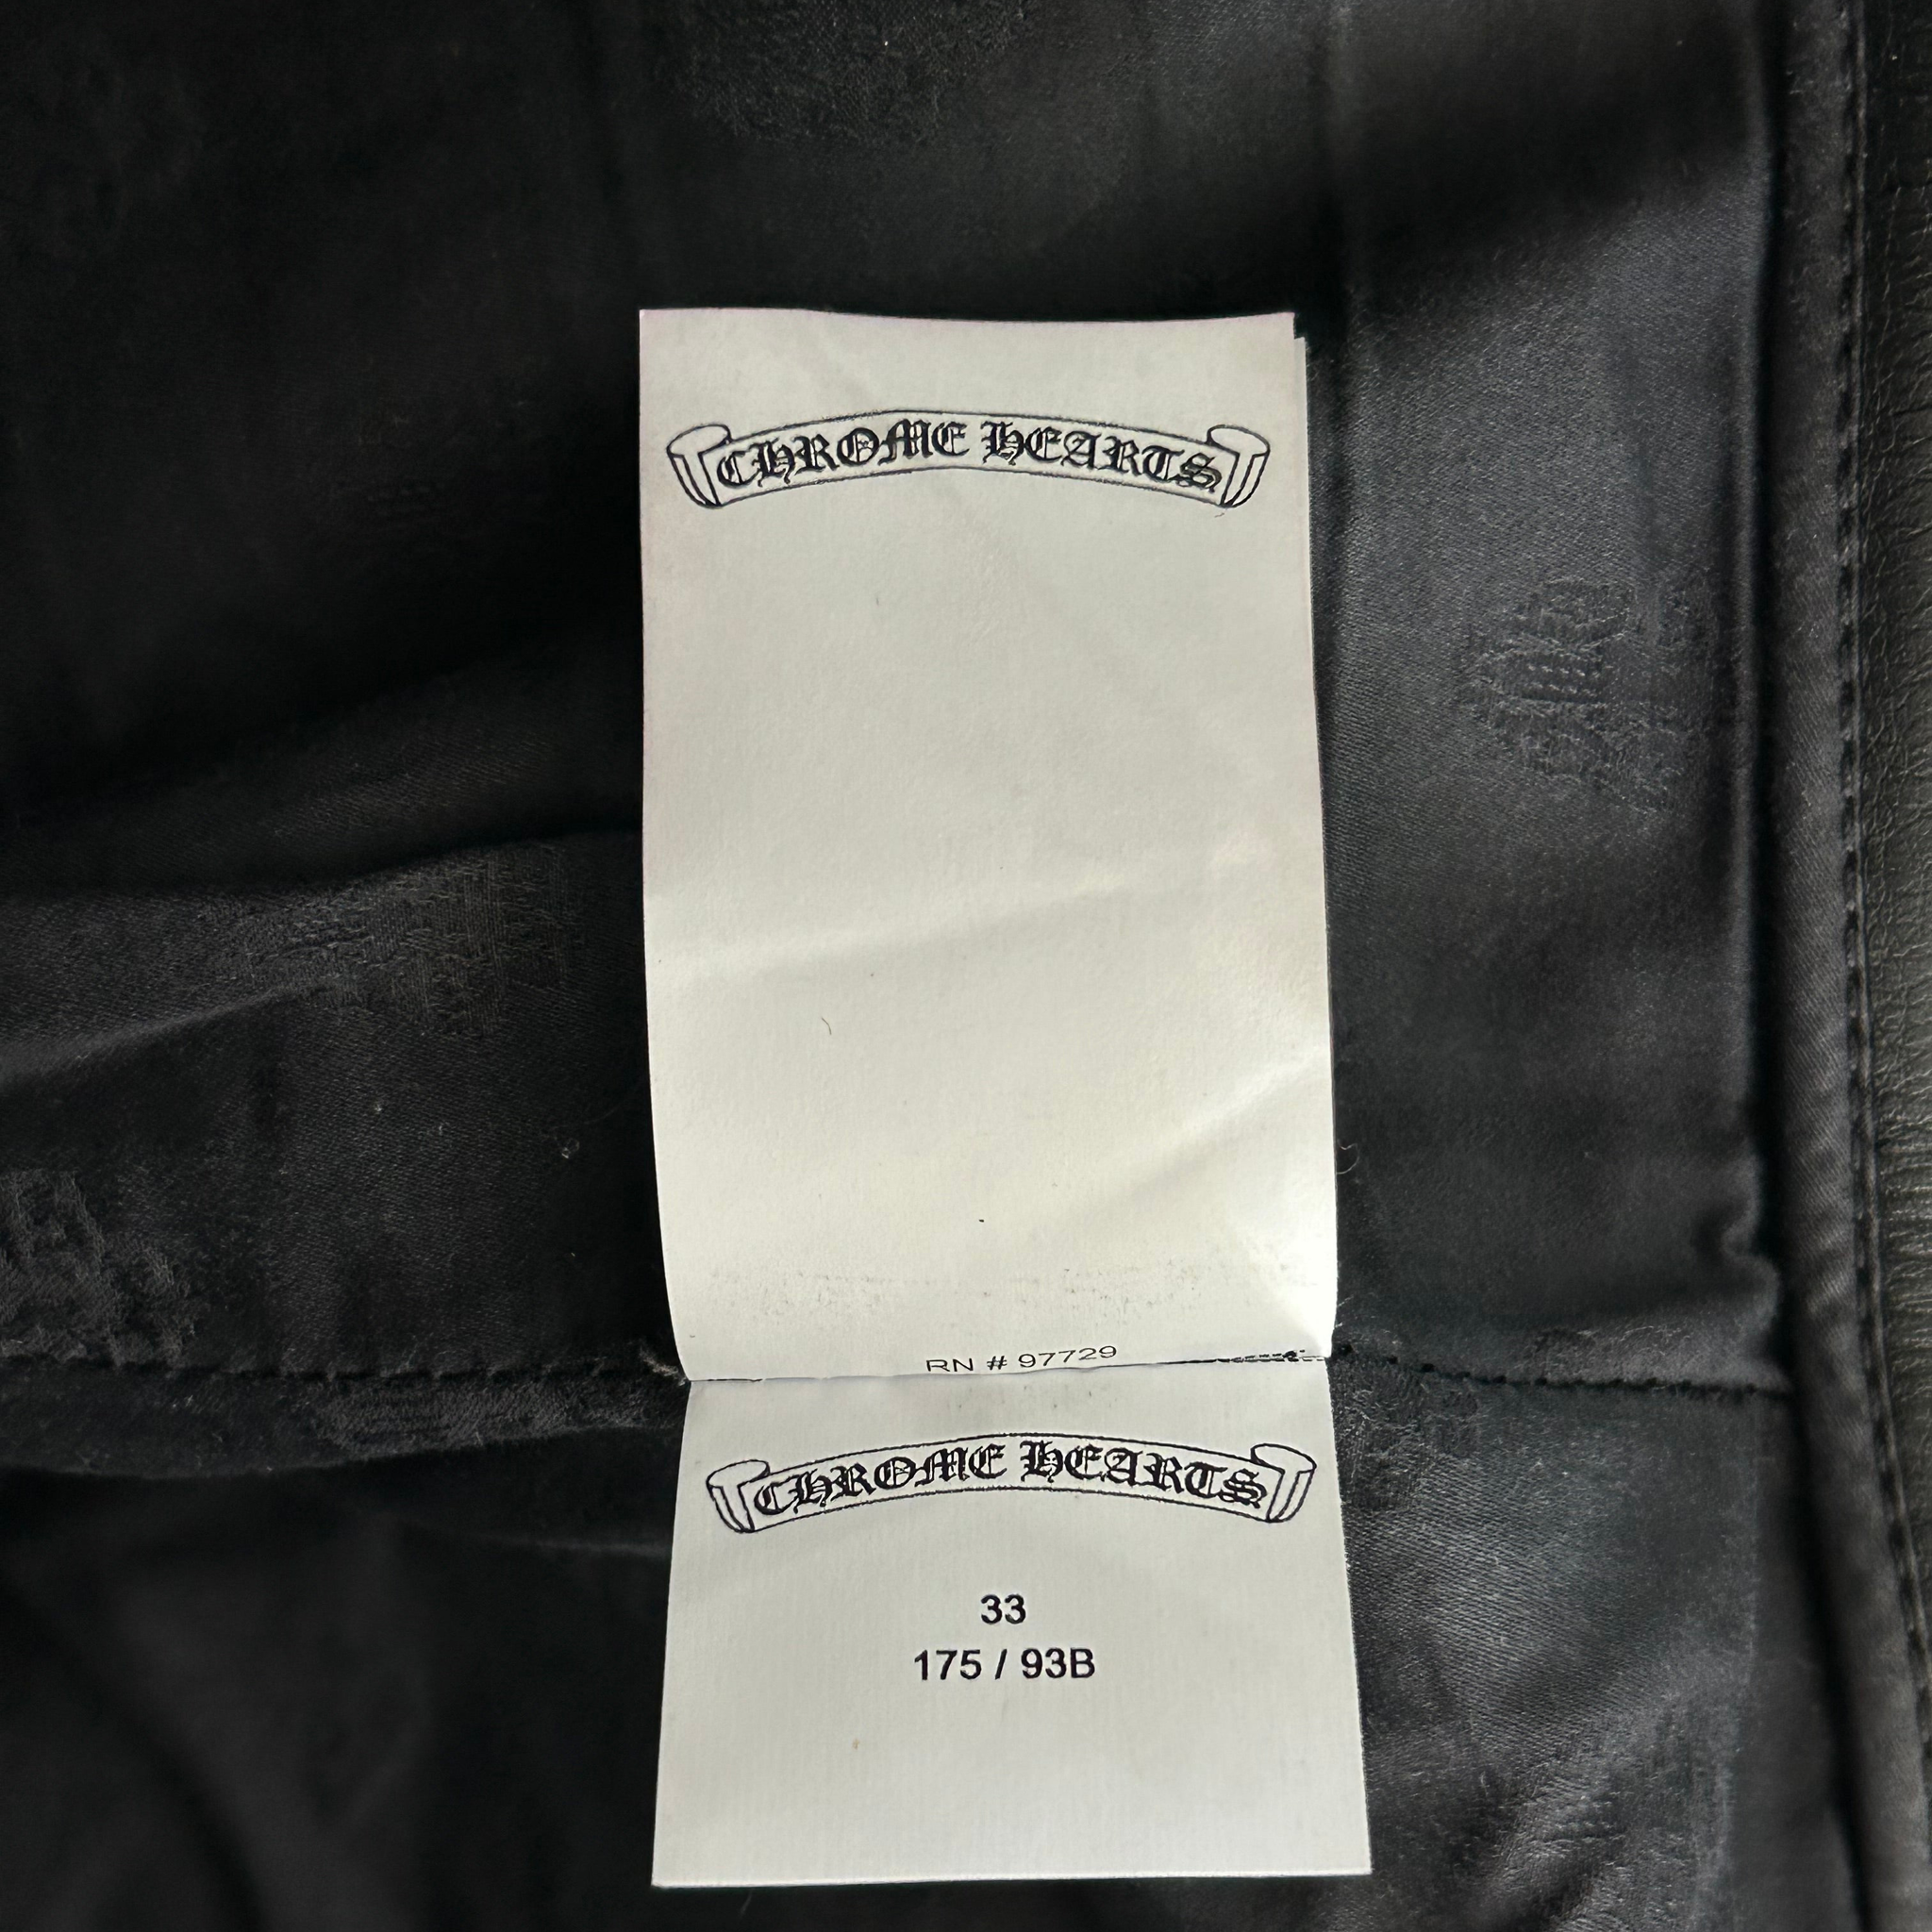 CHROME HEARTS
RN # 97729
CHROME HEARTS
33
175 / 93B